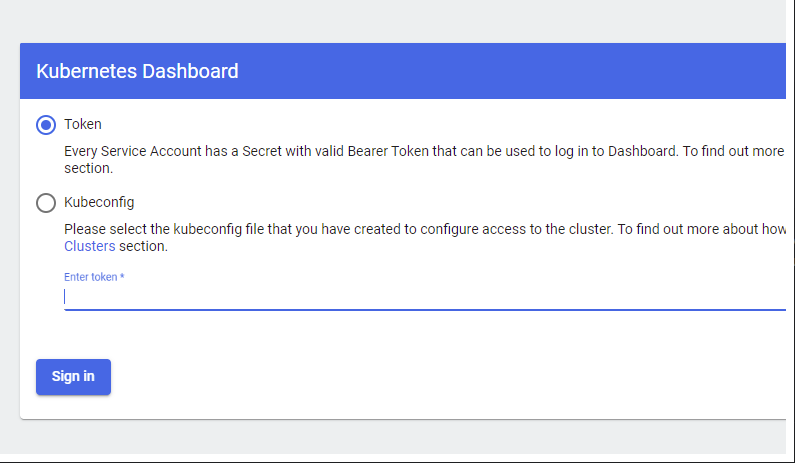 Kubernetes Dashboard
Token
Every Service Account has a Secret with valid Bearer Token that can be used to log in to Dashboard. To find out more
section.
Kubeconfig
Please select the kubeconfig file that you have created to configure access to the cluster. To find out more about how
Clusters section.
Enter token *
Sign in